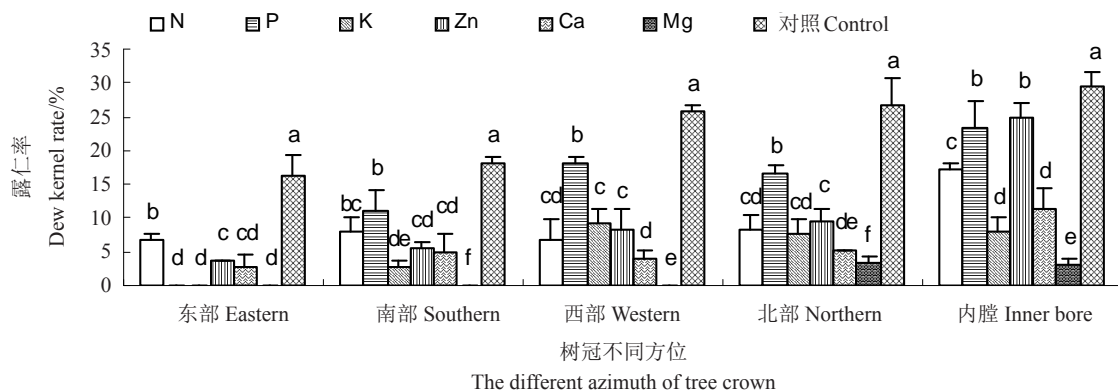 N P K Zn Ca Mg 对照 Control
露仁率
Dew kernel rate/%
35
30
25
20
15
10
5
0
b d d c cd d a
bc b de cd cd f a
cd b c c d e a
cd b cd c de f a
c b d b d e a
东部 Eastern 南部 Southern 西部 Western 北部 Northern 内膛 Inner bore
树冠不同方位
The different azimuth of tree crown